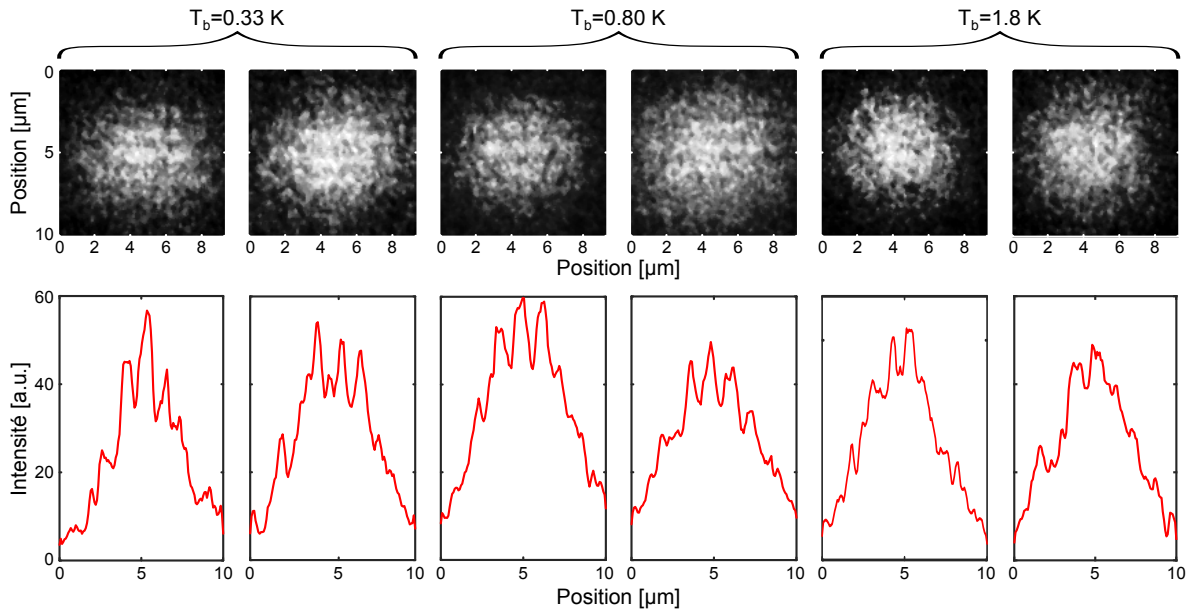 T_b=0.33 K T_b=0.80 K T_b=1.8 K
Position [µm]
0
5
10
0 2 4 6 8 0 2 4 6 8 0 2 4 6 8 0 2 4 6 8 0 2 4 6 8 0 2 4 6 8
Position [µm]
Intensité [a.u.]
60
40
20
0
0 5 10 0 5 10 0 5 10 0 5 10 0 5 10 0 5 10
Position [µm]